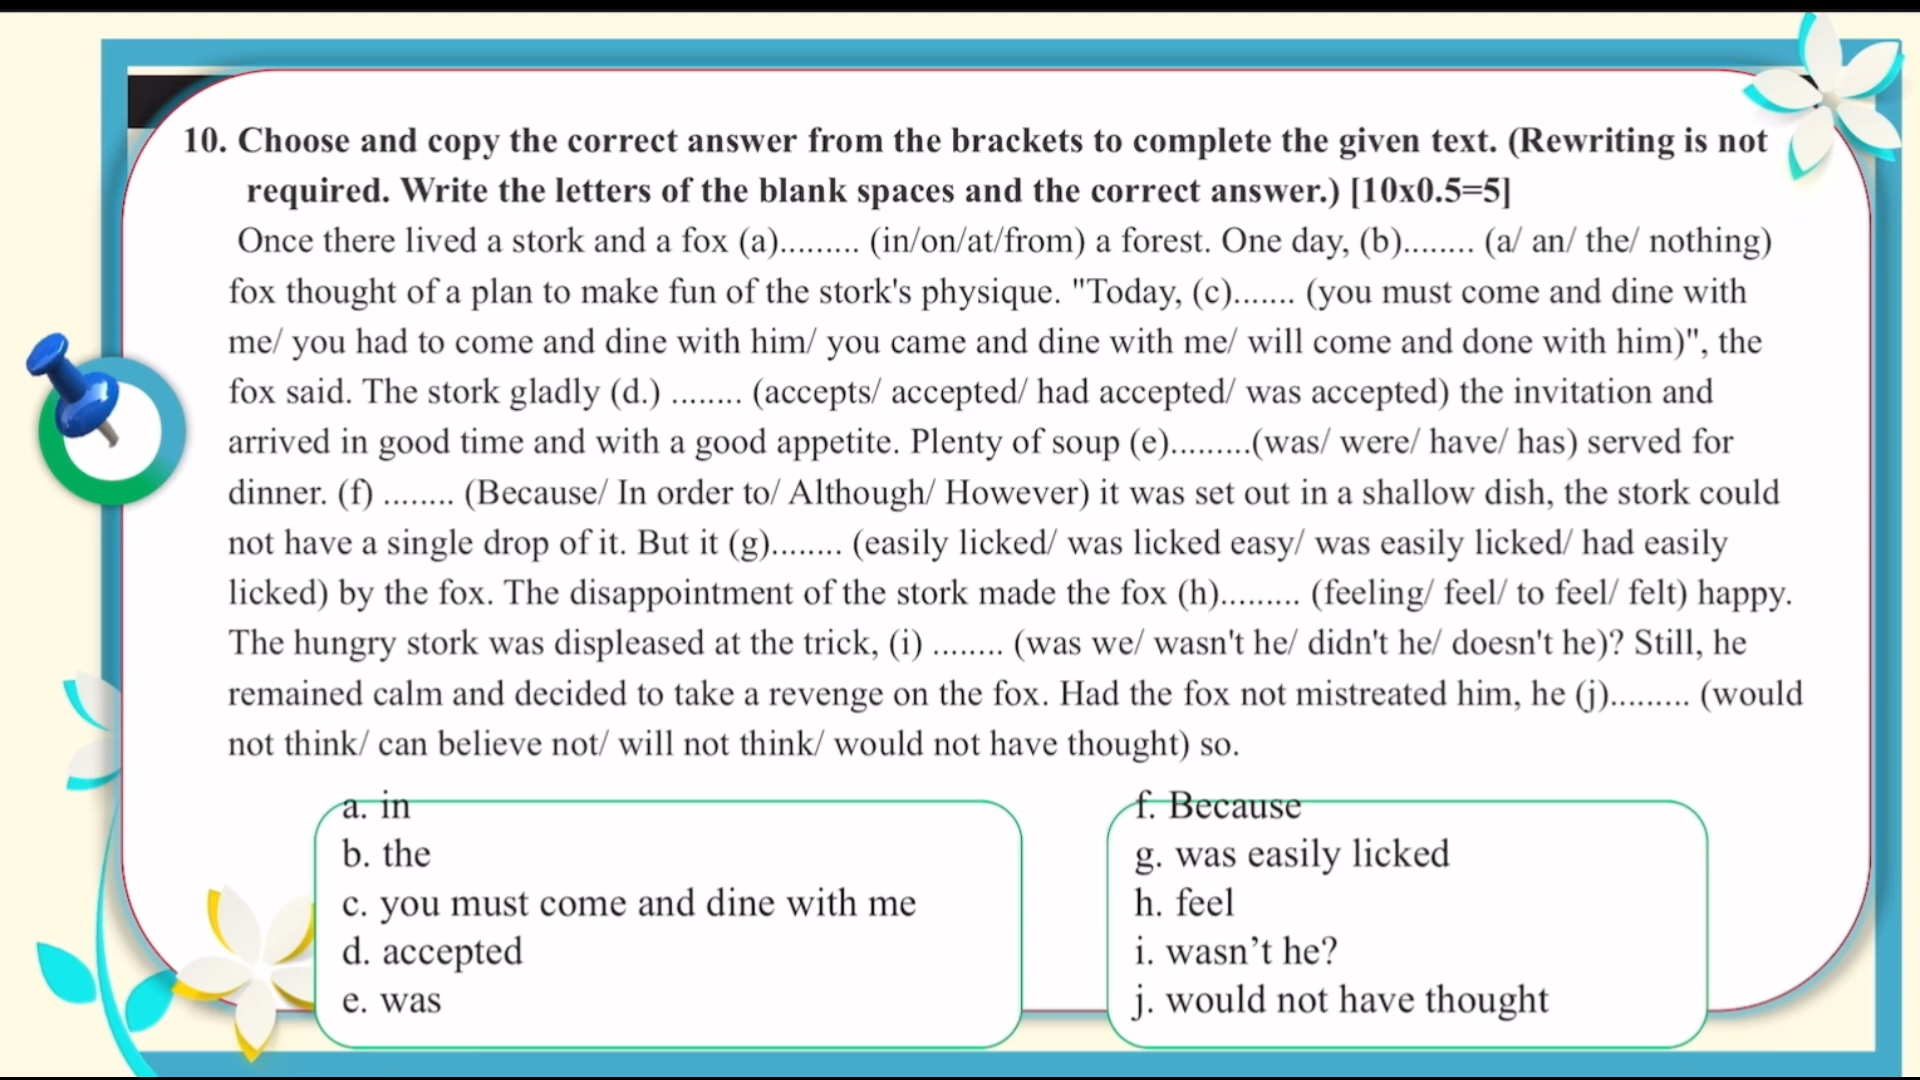 10. Choose and copy the correct answer from the brackets to complete the given text. (Rewriting is not
required. Write the letters of the blank spaces and the correct answer.) [10x0.5=5]
Once there lived a stork and a fox (a)......... (in/on/at/from) a forest. One day, (b)........ (a/ an/ the/ nothing)
fox thought of a plan to make fun of the stork's physique. "Today, (c)....... (you must come and dine with
me/ you had to come and dine with him/ you came and dine with me/ will come and done with him)", the
fox said. The stork gladly (d.) ........ (accepts/ accepted/ had accepted/ was accepted) the invitation and
arrived in good time and with a good appetite. Plenty of soup (e).........(was/ were/ have/ has) served for
dinner. (f) ........ (Because/ In order to/ Although/ However) it was set out in a shallow dish, the stork could
not have a single drop of it. But it (g)........ (easily licked/ was licked easy/ was easily licked/ had easily
licked) by the fox. The disappointment of the stork made the fox (h)......... (feeling/ feel/ to feel/ felt) happy.
The hungry stork was displeased at the trick, (i) ........ (was we/ wasn't he/ didn't he/ doesn't he)? Still, he
remained calm and decided to take a revenge on the fox. Had the fox not mistreated him, he (j)......... (would
not think/ can believe not/ will not think/ would not have thought) so.
a. in
b. the
c. you must come and dine with me
d. accepted
e. was
f. Because
g. was easily licked
h. feel
i. wasn’t he?
j. would not have thought